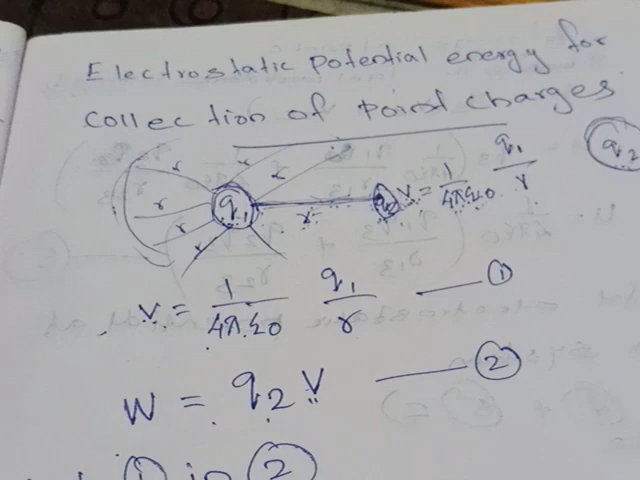 Electrostatic potential energy for
collection of point charges
r r r r r r r
q₁ q₂ V = 1/4πε0 q₁/r q₂
V = 1/4πε0 q₁/r — ①
W = q₂V — ②
① in ②